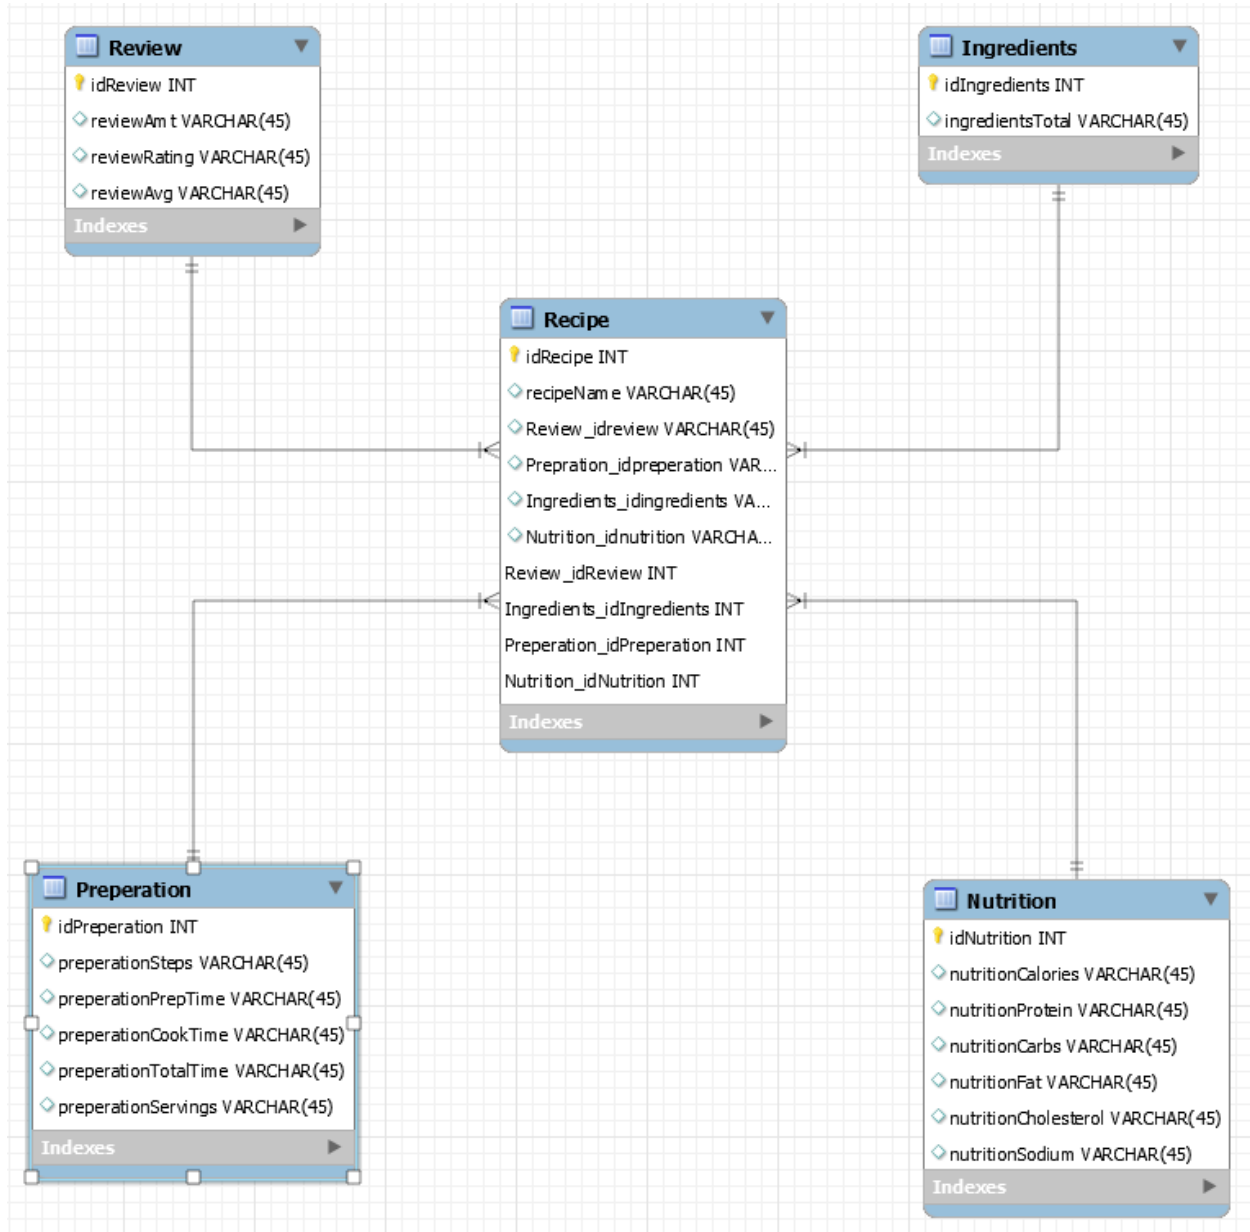 Review
idReview INT
reviewAmt VARCHAR(45)
reviewRating VARCHAR(45)
reviewAvg VARCHAR(45)
Indexes
Ingredients
idIngredients INT
ingredientsTotal VARCHAR(45)
Indexes
Recipe
idRecipe INT
recipeName VARCHAR(45)
Review_idreview VARCHAR(45)
Prepration_idpreperation VAR...
Ingredients_idingredients VA...
Nutrition_idnutrition VARCHA...
Review_idReview INT
Ingredients_idIngredients INT
Preperation_idPreperation INT
Nutrition_idNutrition INT
Indexes
Preperation
idPreperation INT
preperationSteps VARCHAR(45)
preperationPrepTime VARCHAR(45)
preperationCookTime VARCHAR(45)
preperationTotalTime VARCHAR(45)
preperationServings VARCHAR(45)
Indexes
Nutrition
idNutrition INT
nutritionCalories VARCHAR(45)
nutritionProtein VARCHAR(45)
nutritionCarbs VARCHAR(45)
nutritionFat VARCHAR(45)
nutritionCholesterol VARCHAR(45)
nutritionSodium VARCHAR(45)
Indexes